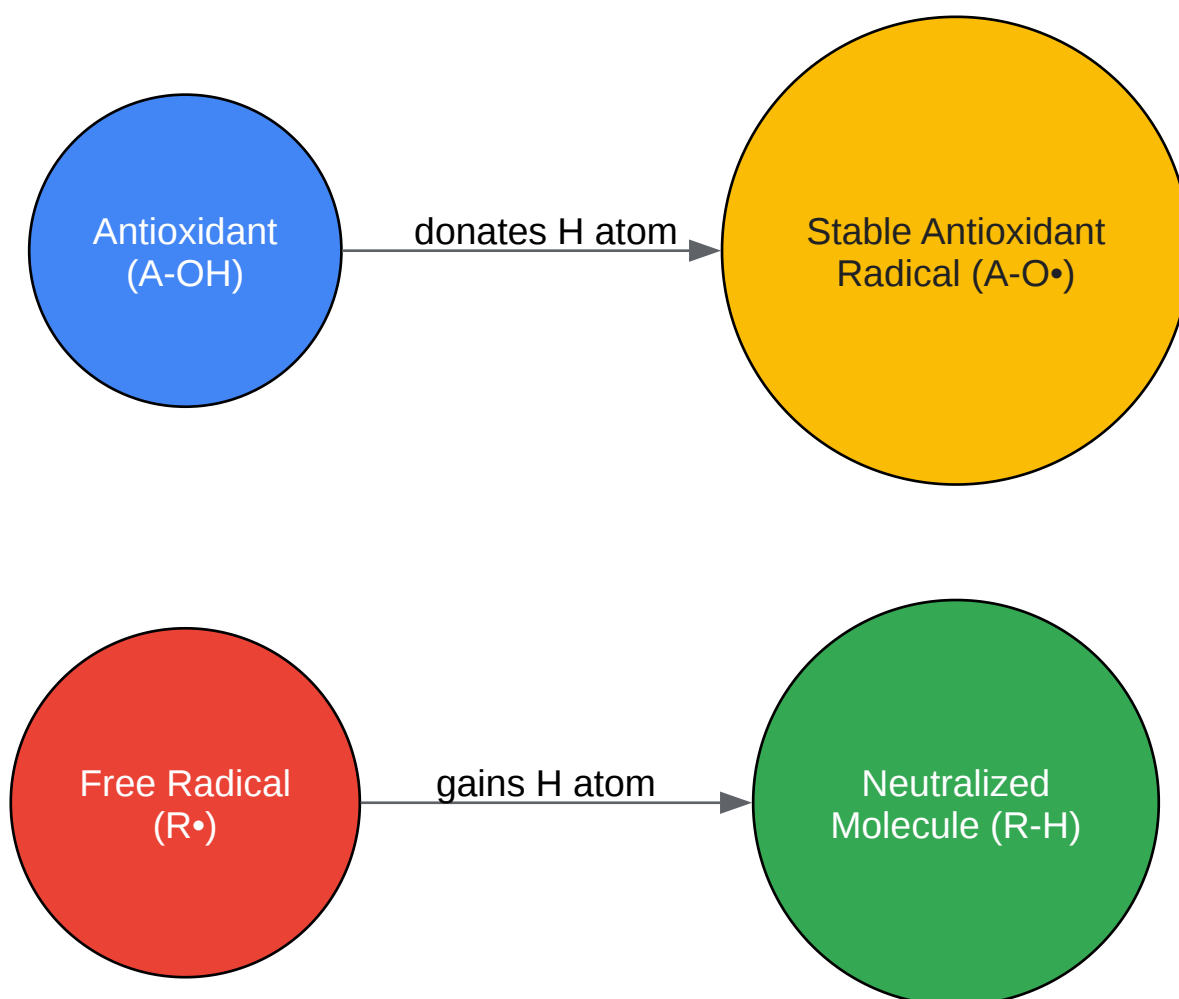 Antioxidant
(A-OH)
donates H atom
Stable Antioxidant
Radical (A-O•)
Free Radical
(R•)
gains H atom
Neutralized
Molecule (R-H)